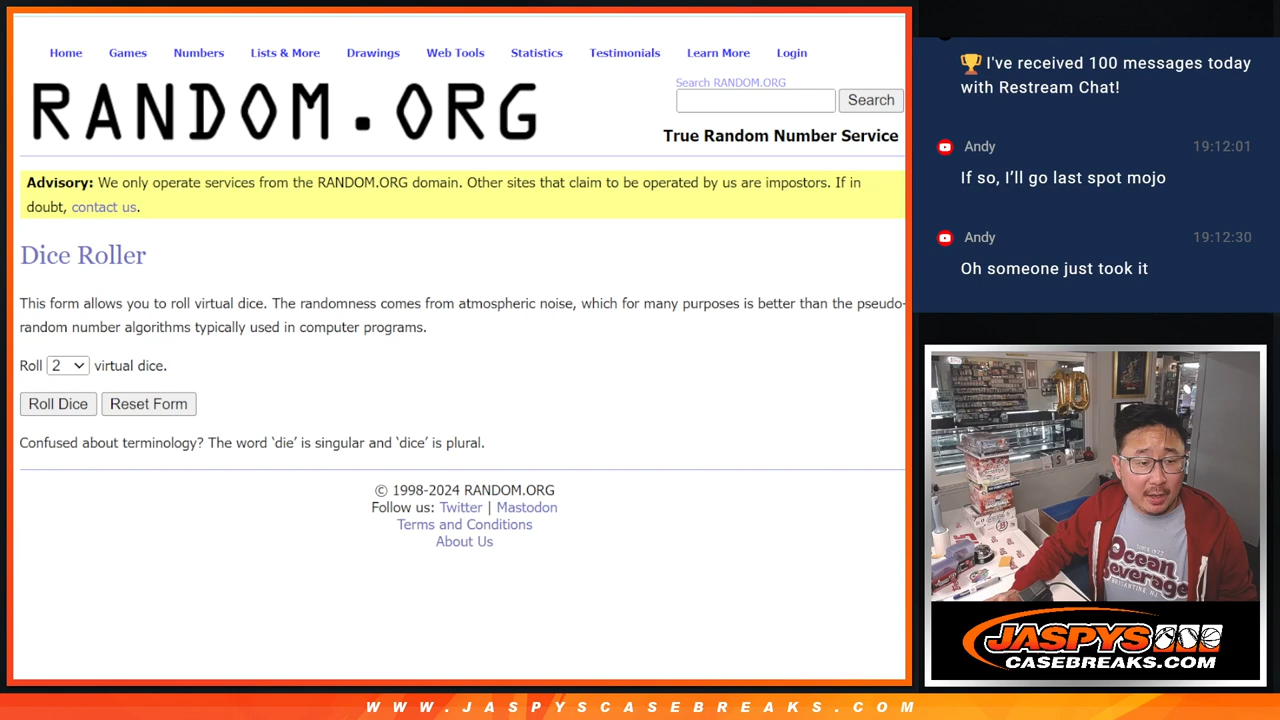 Home Games Numbers Lists & More Drawings Web Tools Statistics Testimonials Learn More Login
RANDOM.ORG
Search RANDOM.ORG
Search
True Random Number Service
Advisory: We only operate services from the RANDOM.ORG domain. Other sites that claim to be operated by us are impostors. If in
doubt, contact us.
Dice Roller
This form allows you to roll virtual dice. The randomness comes from atmospheric noise, which for many purposes is better than the pseudo-
random number algorithms typically used in computer programs.
Roll 2 virtual dice.
Roll Dice Reset Form
Confused about terminology? The word ‘die’ is singular and ‘dice’ is plural.
© 1998-2024 RANDOM.ORG
Follow us: Twitter | Mastodon
Terms and Conditions
About Us
🏆 I've received 100 messages today
with Restream Chat!
Andy 19:12:01
If so, I’ll go last spot mojo
Andy 19:12:30
Oh someone just took it
10
Ocean
Beverage
JASPYS
CASEBREAKS.COM
WWW.JASPYSCASEBREAKS.COM